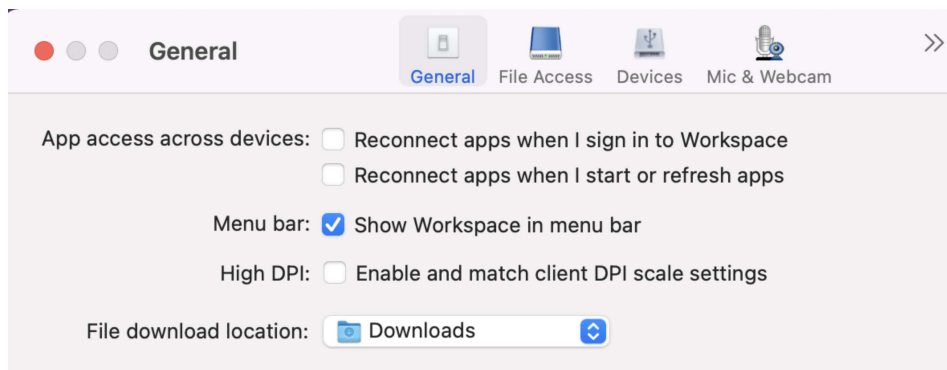 General
General
File Access
Devices
Mic & Webcam
App access across devices:
Reconnect apps when I sign in to Workspace
Reconnect apps when I start or refresh apps
Menu bar:
Show Workspace in menu bar
High DPI:
Enable and match client DPI scale settings
File download location:
Downloads